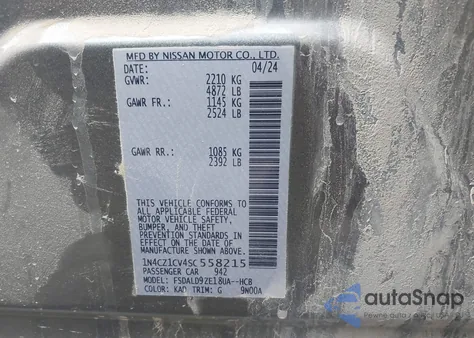 MFD BY NISSAN MOTOR CO., LTD.
DATE: 04/24
GVWR: 2210 KG
4872 LB
GAWR FR.: 1145 KG
2524 LB
GAWR RR.: 1085 KG
2392 LB
THIS VEHICLE CONFORMS TO
ALL APPLICABLE FEDERAL
MOTOR VEHICLE SAFETY,
BUMPER, AND THEFT
PREVENTION STANDARDS IN
EFFECT ON THE DATE OF
MANUFACTURE SHOWN ABOVE.
1N4CZ1CV4SC558215
PASSENGER CAR 942
MODEL: FSDALD9ZE18UA--HCB
COLOR: KAD TRIM: G 9N00A
autoSnap